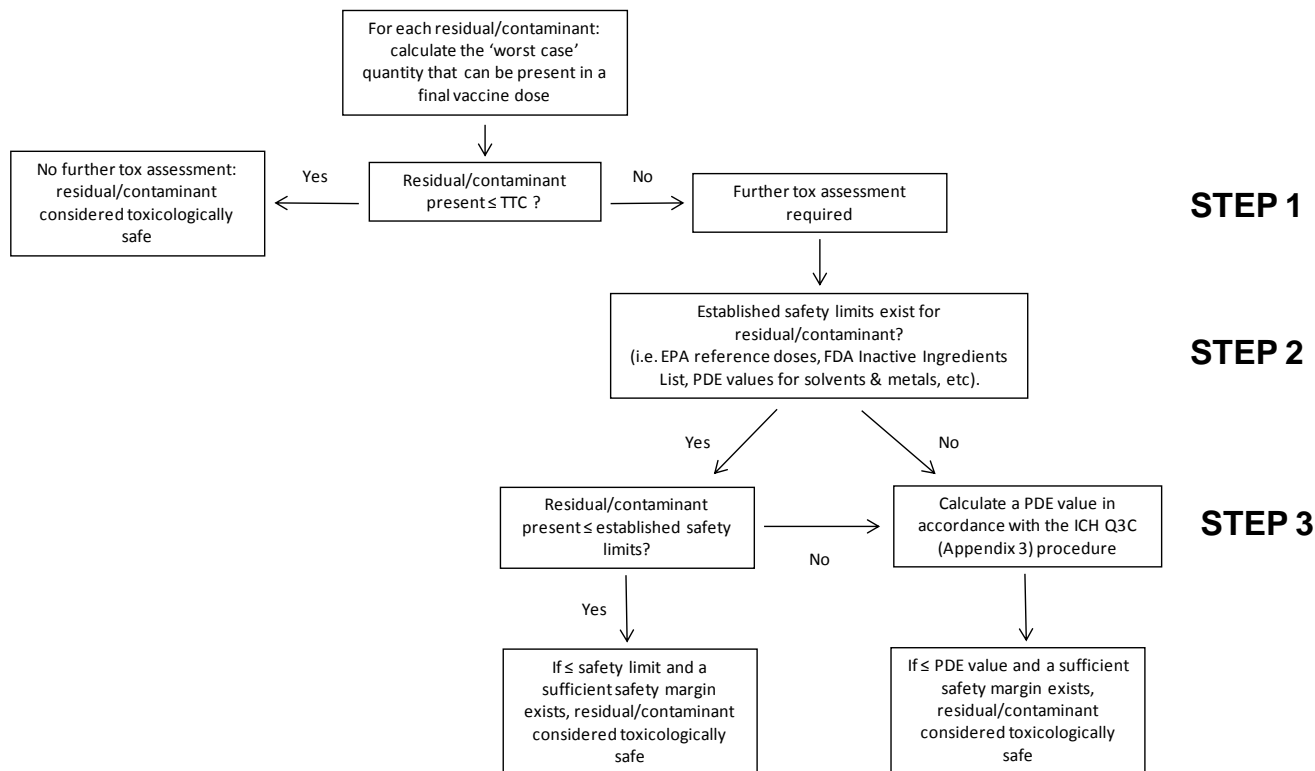 For each residual/contaminant:
calculate the ‘worst case’
quantity that can be present in a
final vaccine dose
No further tox assessment:
residual/contaminant
considered toxicologically
safe
Yes
Residual/contaminant
present ≤ TTC ?
No
Further tox assessment
required
STEP 1
Established safety limits exist for
residual/contaminant?
(i.e. EPA reference doses, FDA Inactive Ingredients
List, PDE values for solvents & metals, etc).
STEP 2
Yes
No
Residual/contaminant
present ≤ established safety
limits?
No
Calculate a PDE value in
accordance with the ICH Q3C
(Appendix 3) procedure
STEP 3
Yes
If ≤ safety limit and a
sufficient safety margin
exists, residual/contaminant
considered toxicologically
safe
If ≤ PDE value and a sufficient
safety margin exists,
residual/contaminant
considered toxicologically
safe